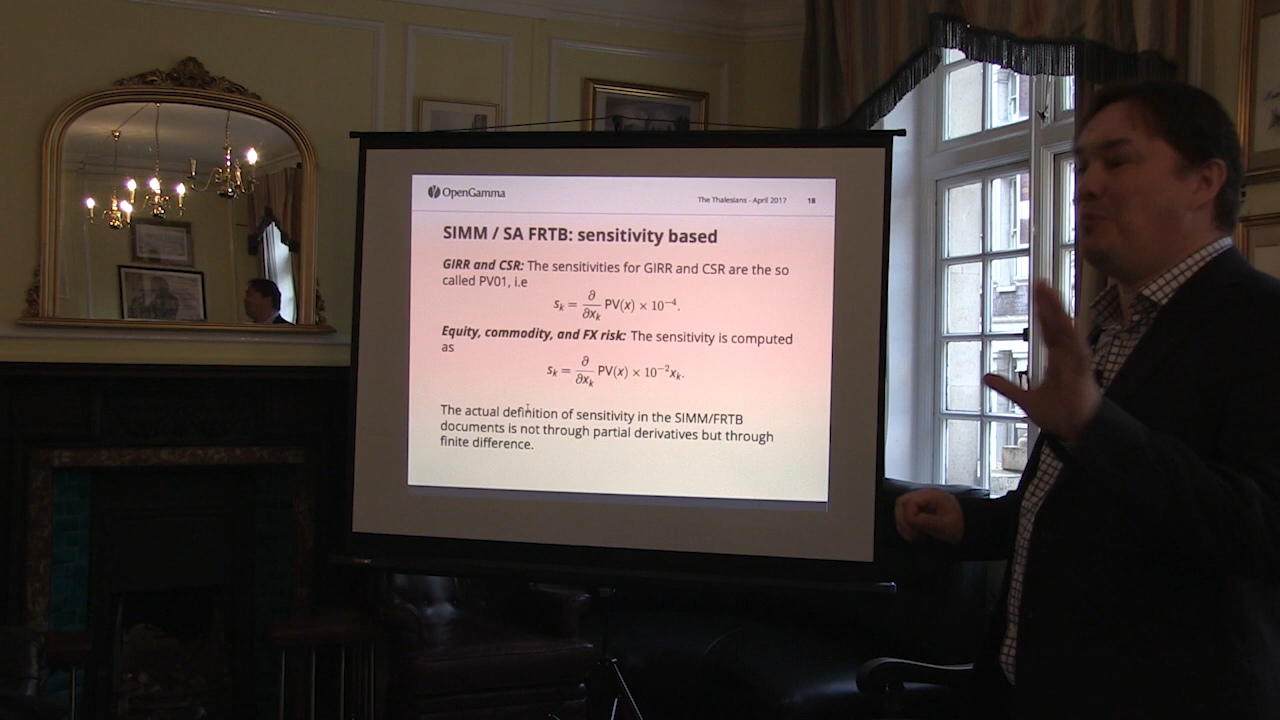 OpenGamma
The Thalesians - April 2017 18
SIMM / SA FRTB: sensitivity based
GIRR and CSR: The sensitivities for GIRR and CSR are the so
called PV01, i.e
s_k = ∂/∂x_k PV(x) × 10^−4.
Equity, commodity, and FX risk: The sensitivity is computed
as
s_k = ∂/∂x_k PV(x) × 10^−2 x_k.
The actual definition of sensitivity in the SIMM/FRTB
documents is not through partial derivatives but through
finite difference.